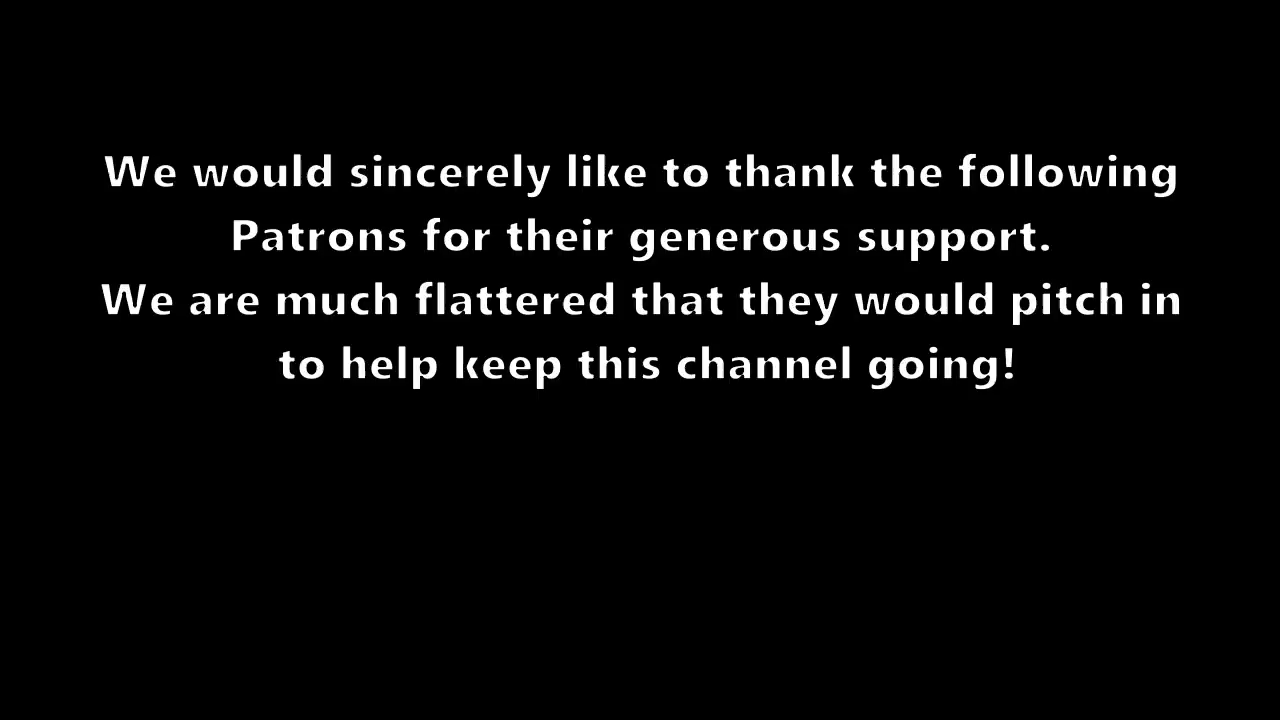 We would sincerely like to thank the following
Patrons for their generous support.
We are much flattered that they would pitch in
to help keep this channel going!